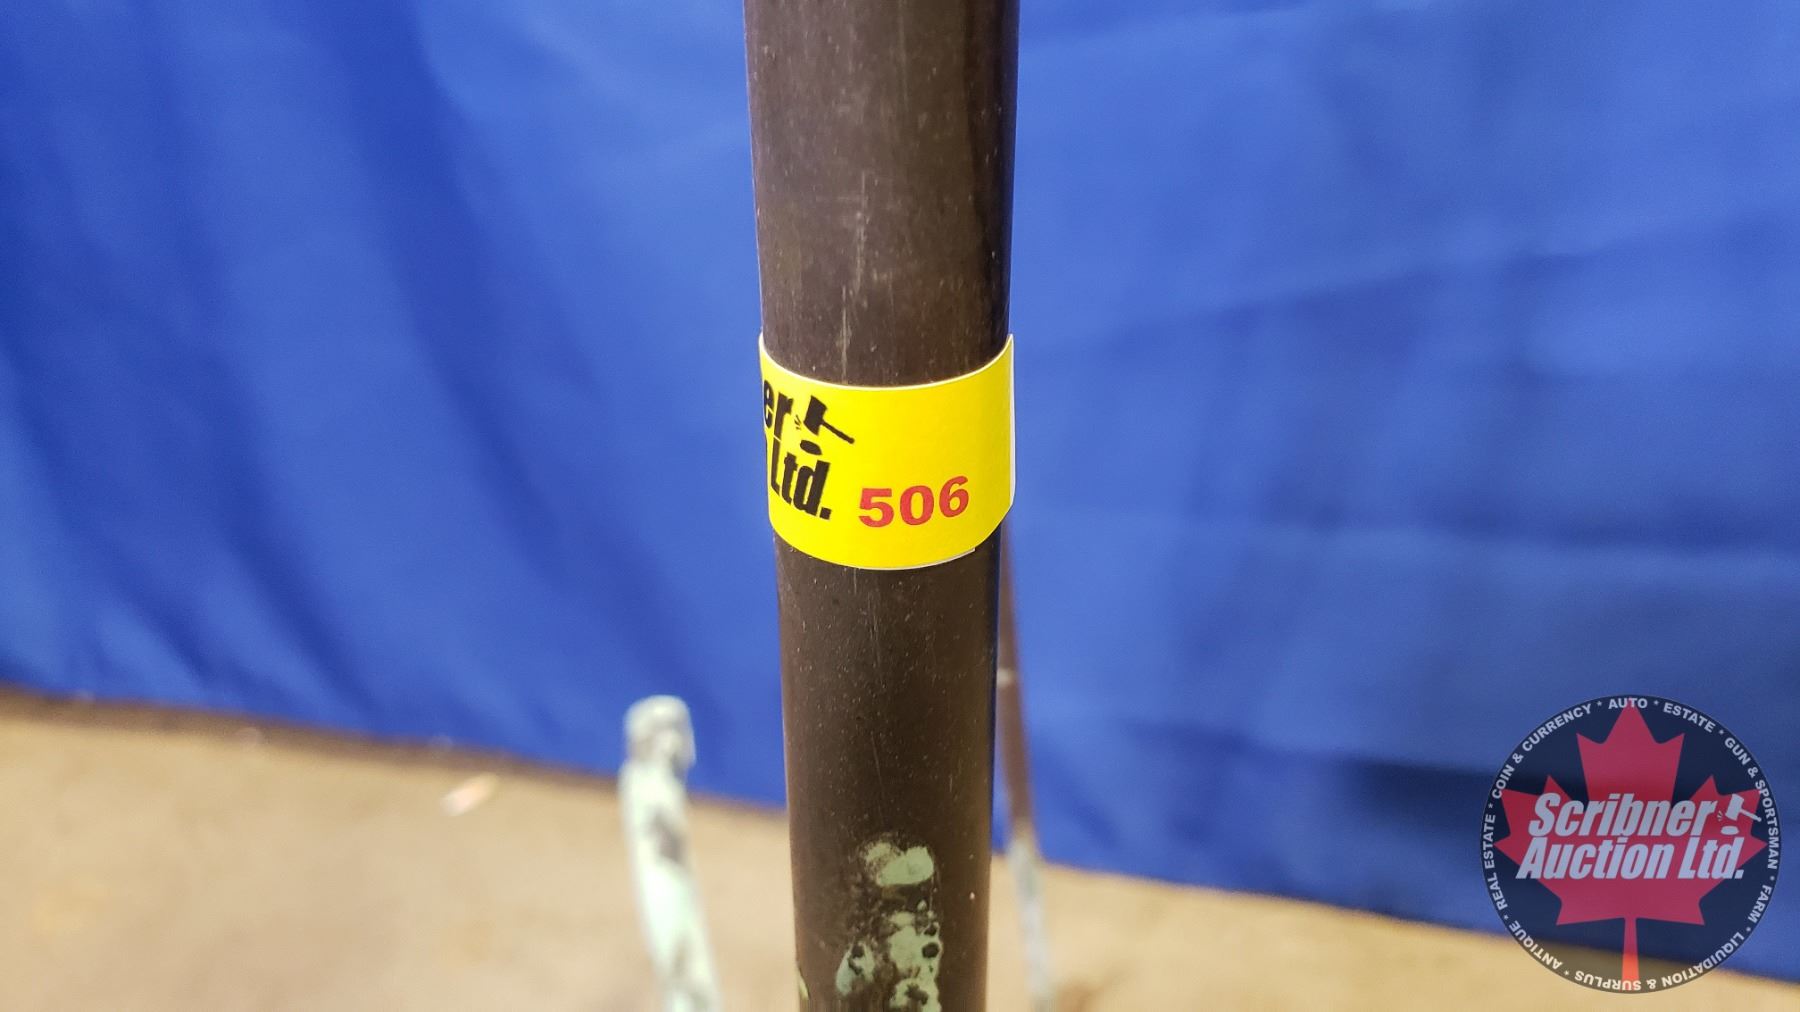 er
Ltd.
506
Scribner
Auction Ltd.
COIN & CURRENCY * AUTO * ESTATE * GUN & SPORTSMAN * FARM * LIQUIDATION & SURPLUS * ANTIQUE * REAL ESTATE *